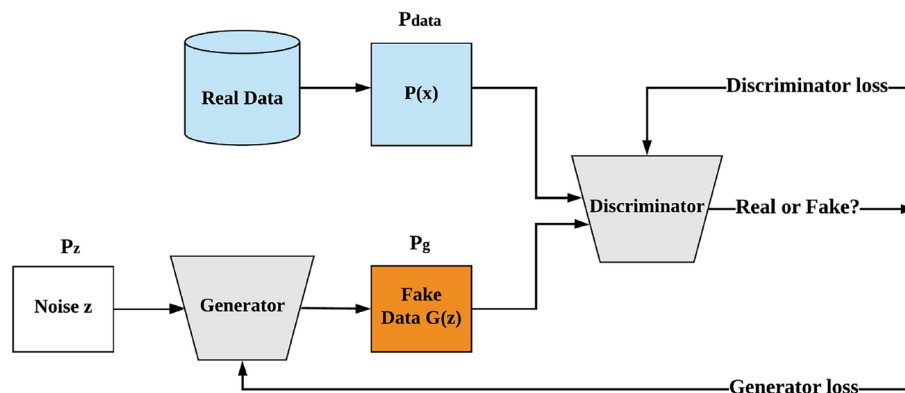 Pdata
Real Data
P(x)
Discriminator loss
Discriminator
Real or Fake?
Pz
Noise z
Generator
Pg
Fake
Data G(z)
Generator loss